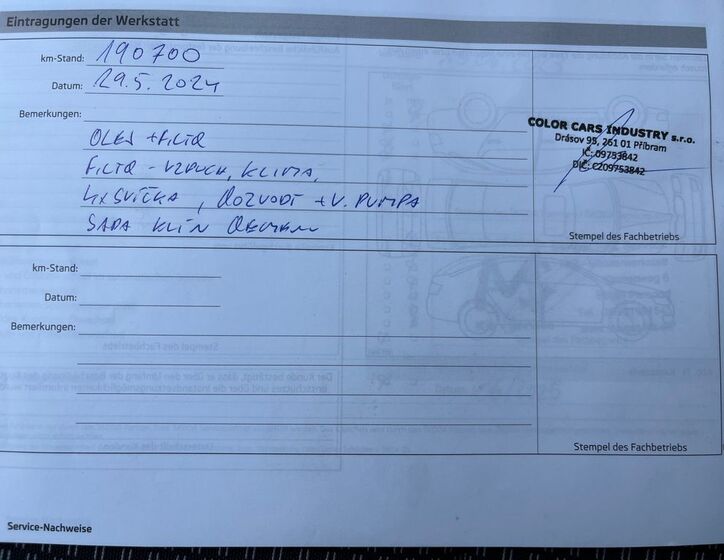 Eintragungen der Werkstatt
km-Stand: 190700
Datum: 29.5.2024
Bemerkungen:
OLEJ + FILTR
FILTR - VZDUCH, KLIMA,
4x SVÍČKA, ROZVODY + V. PUMPA
SADA KLÍN. ŘEMENU
COLOR CARS INDUSTRY s.r.o.
Drásov 95, 261 01 Příbram
IČ: 09753842
DIČ: CZ09753842
Stempel des Fachbetriebs
km-Stand:
Datum:
Bemerkungen:
Stempel des Fachbetriebs
Service-Nachweise